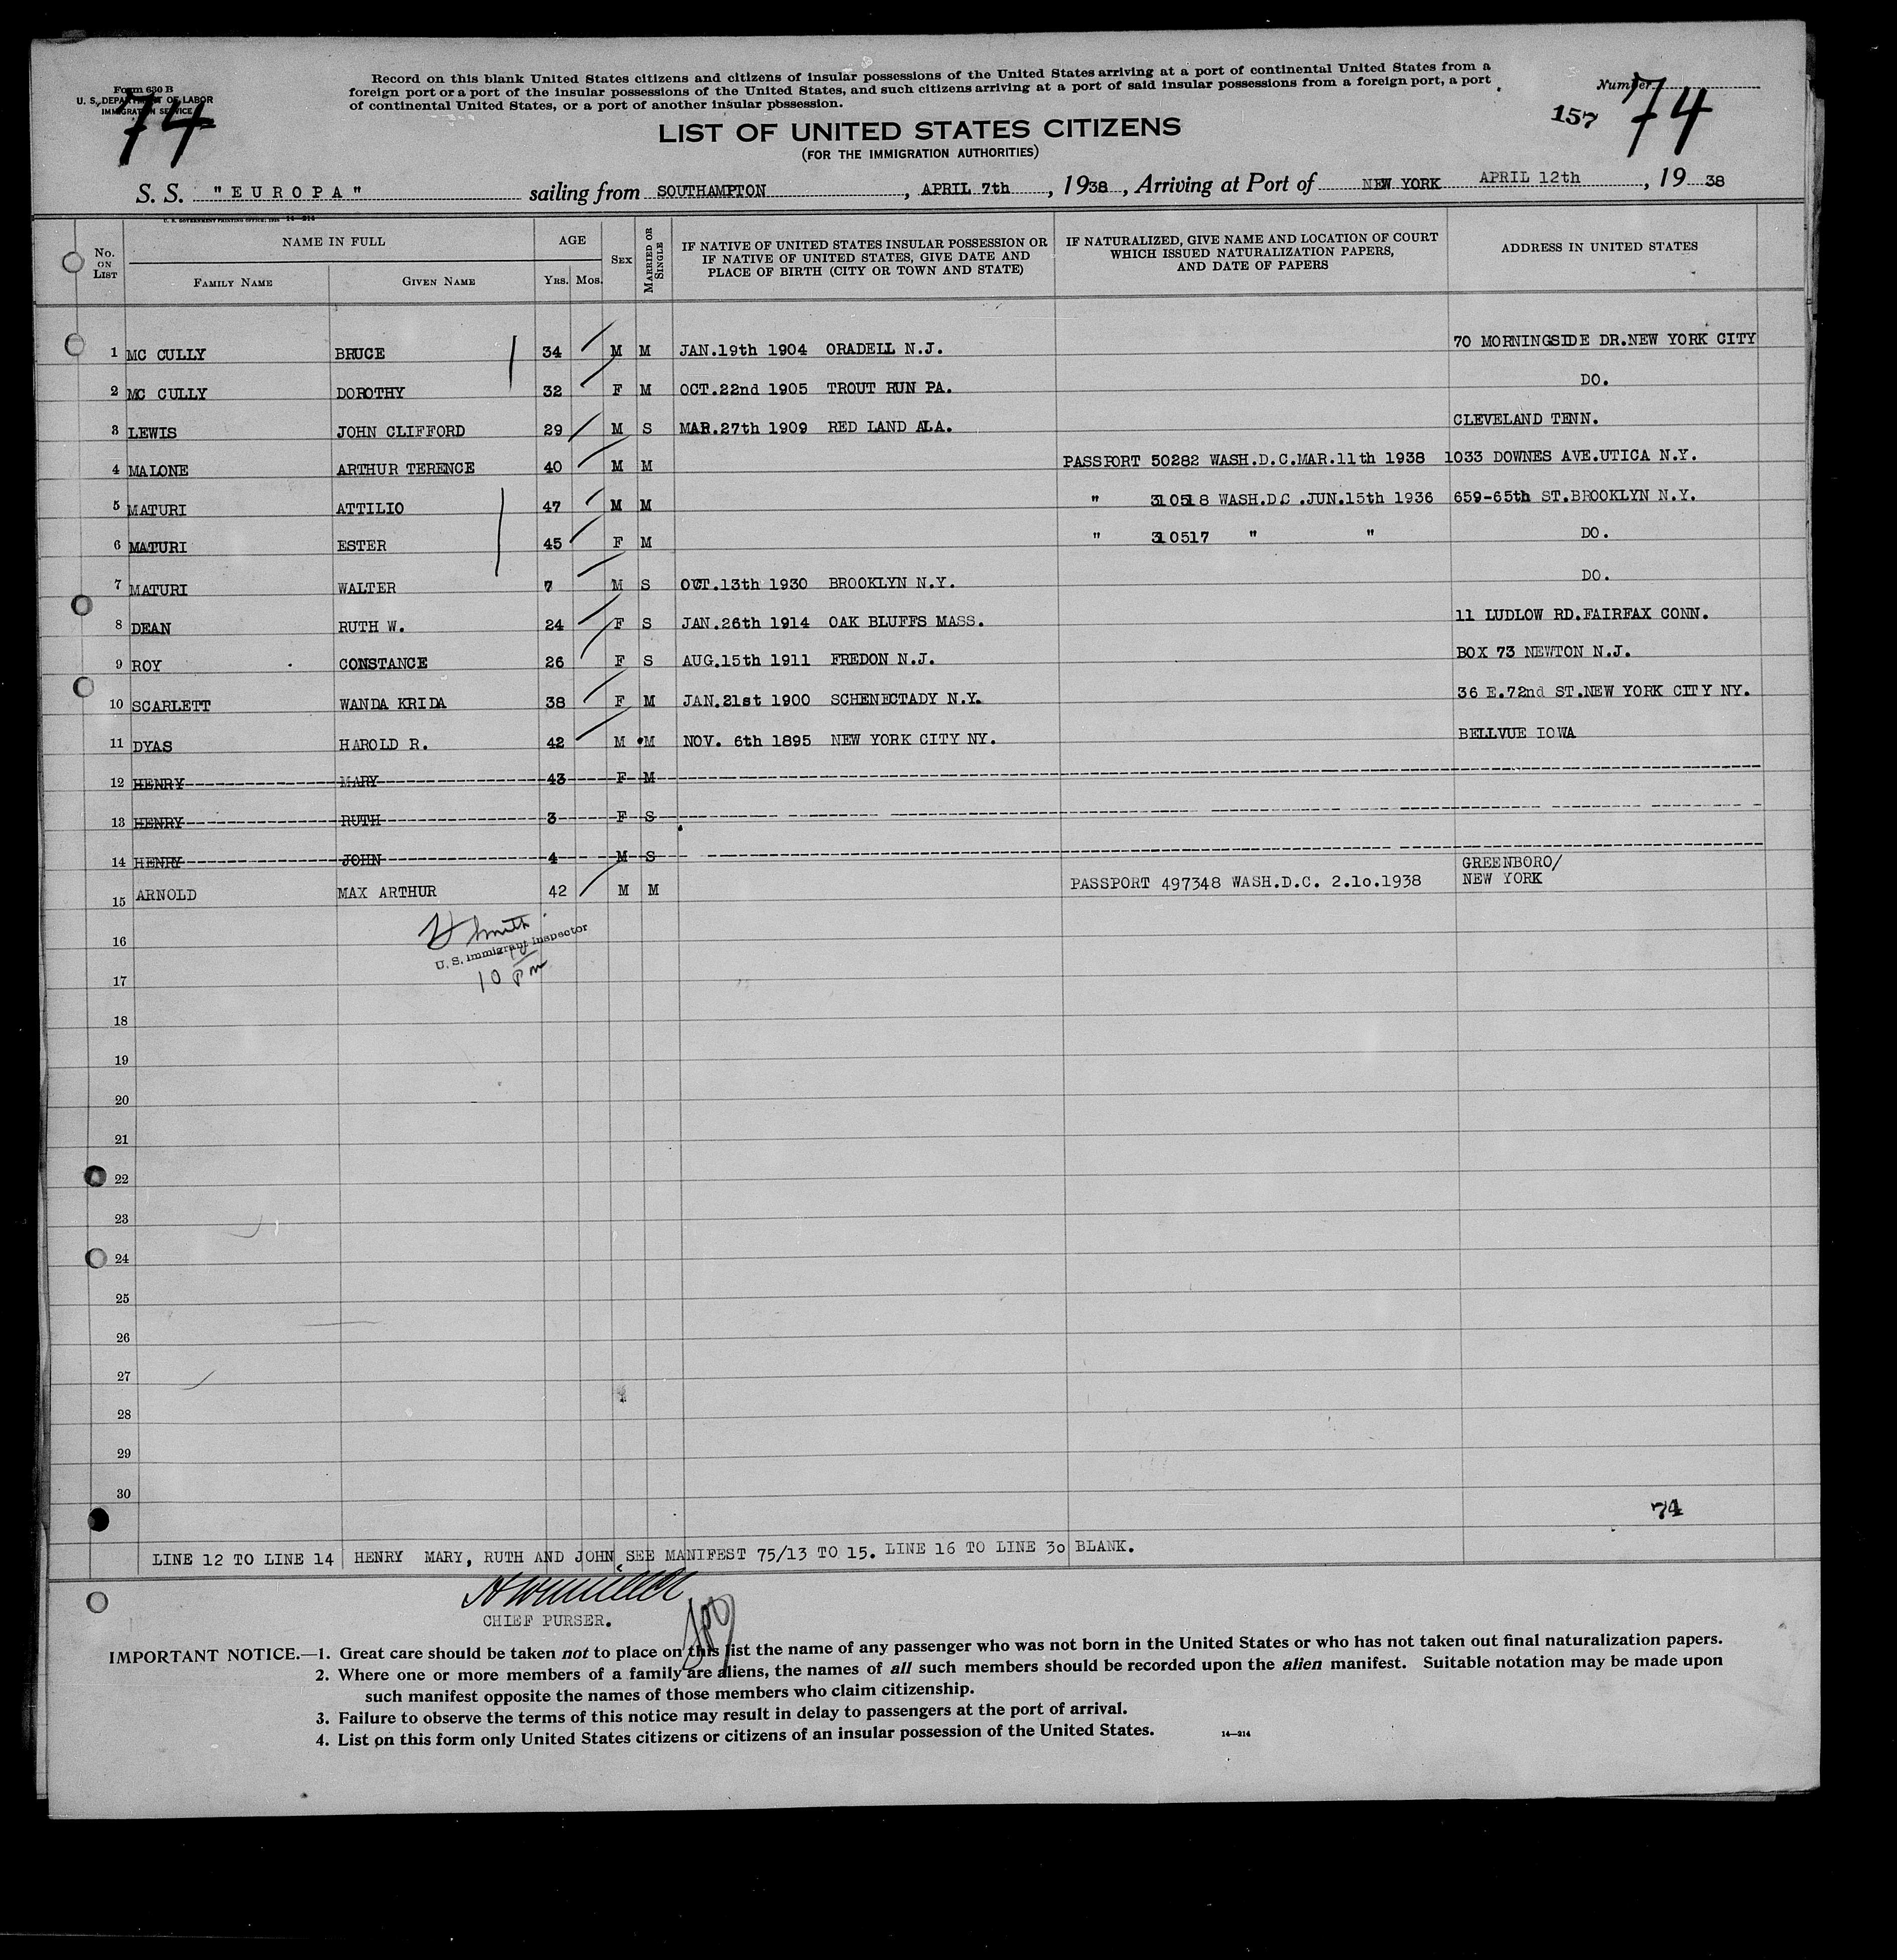 Form 630 B
U. S. DEPARTMENT OF LABOR
IMMIGRATION SERVICE
74
Record on this blank United States citizens and citizens of insular possessions of the United States arriving at a port of continental United States from a
foreign port or a port of the insular possessions of the United States, and such citizens arriving at a port of said insular possessions from a foreign port, a port
of continental United States, or a port of another insular possession.
Number
157 74
LIST OF UNITED STATES CITIZENS
(FOR THE IMMIGRATION AUTHORITIES)
S. S. "EUROPA" sailing from SOUTHAMPTON, APRIL 7th, 1938, Arriving at Port of NEW YORK APRIL 12th, 19 38
No. ON LIST NAME IN FULL FAMILY NAME GIVEN NAME AGE YRS. MOS. SEX MARRIED OR SINGLE IF NATIVE OF UNITED STATES INSULAR POSSESSION OR IF NATIVE OF UNITED STATES, GIVE DATE AND PLACE OF BIRTH (CITY OR TOWN AND STATE) IF NATURALIZED, GIVE NAME AND LOCATION OF COURT WHICH ISSUED NATURALIZATION PAPERS, AND DATE OF PAPERS ADDRESS IN UNITED STATES
1 MC CULLY BRUCE 34 M M JAN.19th 1904 ORADELL N.J. 70 MORNINGSIDE DR.NEW YORK CITY
2 MC CULLY DOROTHY 32 F M OCT.22nd 1905 TROUT RUN PA. DO.
3 LEWIS JOHN CLIFFORD 29 M S MAR.27th 1909 RED LAND ALA. CLEVELAND TENN.
4 MALONE ARTHUR TERENCE 40 M M PASSPORT 50282 WASH.D.C.MAR.11th 1938 1033 DOWNES AVE.UTICA N.Y.
5 MATURI ATTILIO 47 M M " 310518 WASH.D.C.JUN.15th 1936 659-65th ST.BROOKLYN N.Y.
6 MATURI ESTER 45 F M " 310517 " " DO.
7 MATURI WALTER 7 M S OCT.13th 1930 BROOKLYN N.Y. DO.
8 DEAN RUTH W. 24 F S JAN.26th 1914 OAK BLUFFS MASS. 11 LUDLOW RD.FAIRFAX CONN.
9 ROY CONSTANCE 26 F S AUG.15th 1911 FREDON N.J. BOX 73 NEWTON N.J.
10 SCARLETT WANDA KRIDA 38 F M JAN.21st 1900 SCHENECTADY N.Y. 36 E.72nd ST.NEW YORK CITY NY.
11 DYAS HAROLD R. 42 M M NOV. 6th 1895 NEW YORK CITY NY. BELLVUE IOWA
12 HENRY MARY 43 F M
13 HENRY RUTH 3 F S
14 HENRY JOHN 4 M S
15 ARNOLD MAX ARTHUR 42 M M PASSPORT 497348 WASH.D.C. 2.10.1938 GREENBORO/ NEW YORK
Smith
U. S. Immigrant Inspector
10 pm
16
17
18
19
20
21
22
23
24
25
26
27
28
29
30
74
LINE 12 TO LINE 14 HENRY MARY, RUTH AND JOHN SEE MANIFEST 75/13 TO 15. LINE 16 TO LINE 30 BLANK.
CHIEF PURSER.
IMPORTANT NOTICE.—1. Great care should be taken not to place on this list the name of any passenger who was not born in the United States or who has not taken out final naturalization papers.
2. Where one or more members of a family are aliens, the names of all such members should be recorded upon the alien manifest. Suitable notation may be made upon
such manifest opposite the names of those members who claim citizenship.
3. Failure to observe the terms of this notice may result in delay to passengers at the port of arrival.
4. List on this form only United States citizens or citizens of an insular possession of the United States.
14—214